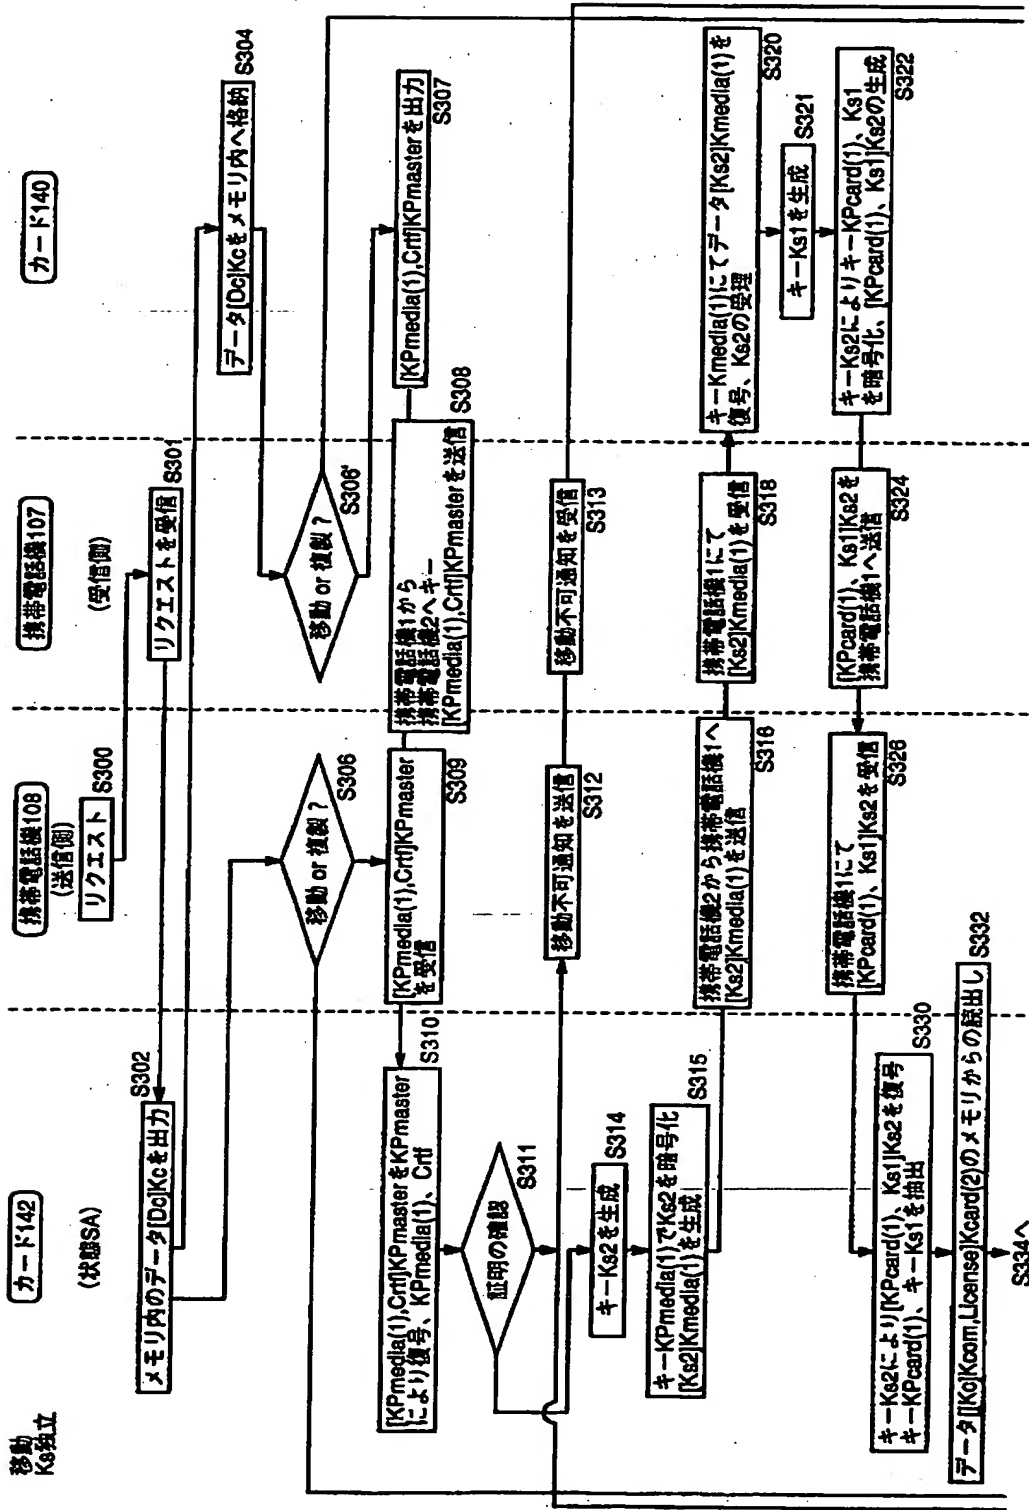 移動
Ks独立
カード142
(状態SA)
携帯電話機108
(送信側)
携帯電話機107
(受信側)
カード140
リクエスト
S300
リクエストを受信
S301
メモリ内のデータ[Dc]Kcを出力
S302
データ[Dc]Kcをメモリ内へ格納
S304
移動 or 複製 ?
S306
移動 or 複製 ?
S306'
[KPmedia(1),Crtf]KPmasterを出力
S307
携帯電話機1から
携帯電話機2へキー
[KPmedia(1),Crtf]KPmasterを送信
S308
[KPmedia(1),Crtf]KPmaster
を受信
S309
[KPmedia(1),Crtf]KPmasterをKPmaster
により復号、KPmedia(1)、Crtf
S310
証明の確認
S311
移動不可通知を送信
S312
移動不可通知を受信
S313
キーKs2を生成
S314
キーKPmedia(1)でKs2を暗号化
[Ks2]Kmedia(1)を生成
S315
携帯電話機2から携帯電話機1へ
[Ks2]Kmedia(1)を送信
S316
携帯電話機1にて
[Ks2]Kmedia(1)を受信
S318
キーKmedia(1)にてデータ[Ks2]Kmedia(1)を
復号、Ks2の受理
S320
キーKs1を生成
S321
キーKs2によりキーKPcard(1)、Ks1
を暗号化、[KPcard(1)、Ks1]Ks2の生成
S322
[KPcard(1)、Ks1]Ks2を
携帯電話機1へ送信
S324
携帯電話機1にて
[KPcard(1)、Ks1]Ks2を受信
S326
キーKs2により[KPcard(1)、Ks1]Ks2を復号
キーKPcard(1)、キーKs1を抽出
S330
データ[[Kc]Kcom,License]Kcard(2)のメモリからの読出し
S332
S334へ